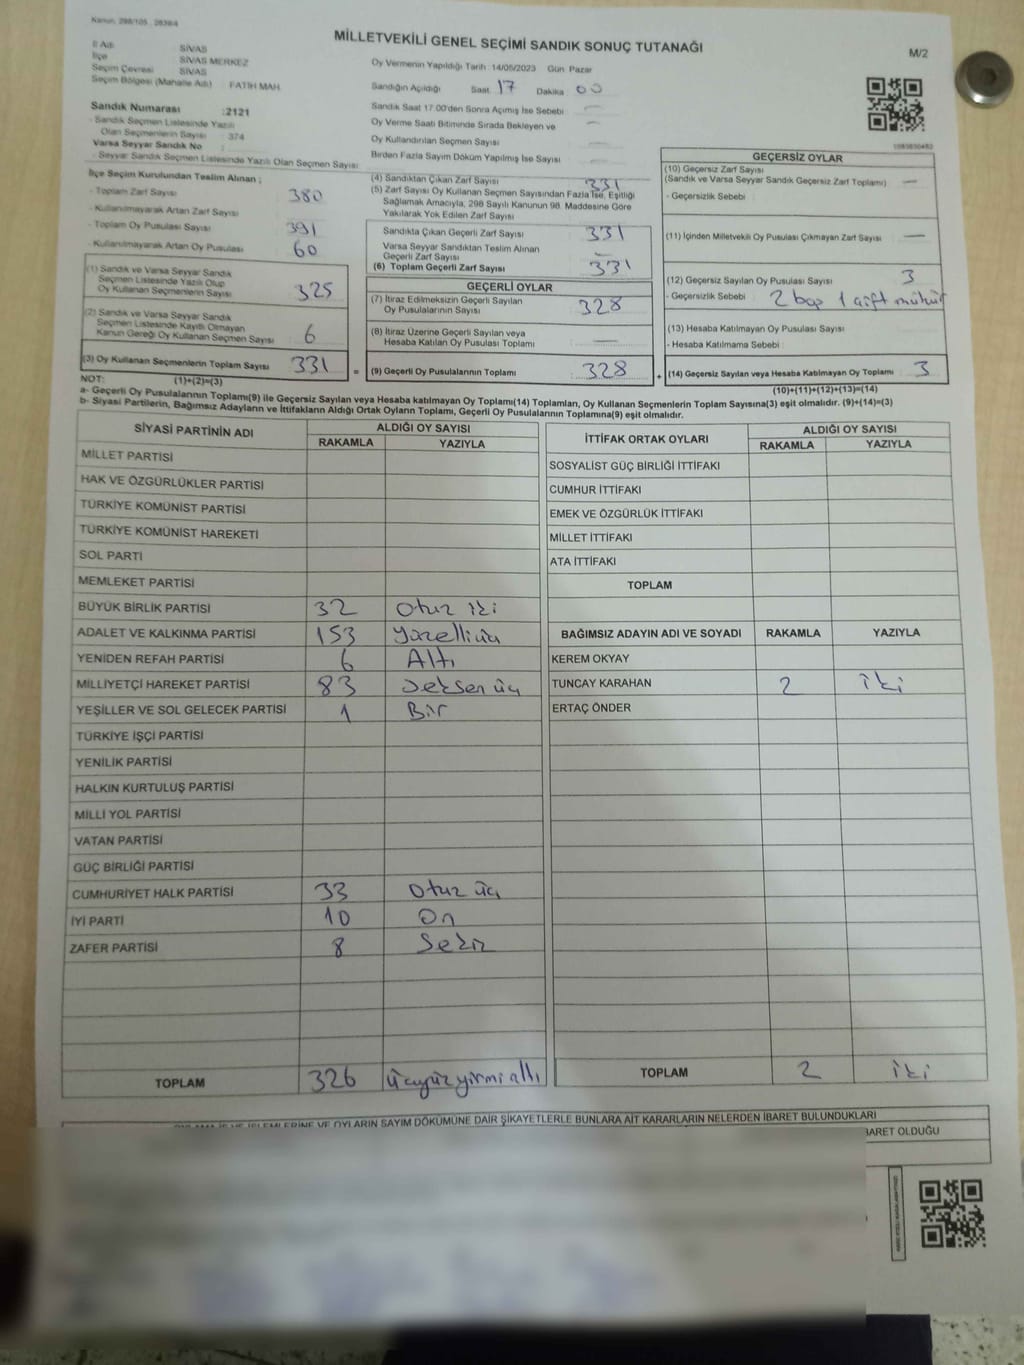 Kanun: 298/105 , 2839/4
MİLLETVEKİLİ GENEL SEÇİMİ SANDIK SONUÇ TUTANAĞI
M/2
İl Adı SİVAS
İlçe SİVAS MERKEZ
Seçim Çevresi SİVAS
Seçim Bölgesi (Mahalle Adı) FATİH MAH
Sandık Numarası :2121
- Sandık Seçmen Listesinde Yazılı
Olan Seçmenlerin Sayısı 374
Varsa Seyyar Sandık No :
- Seyyar Sandık Seçmen Listesinde Yazılı Olan Seçmen Sayısı :
Oy Vermenin Yapıldığı Tarih :14/05/2023 Gün Pazar
Sandığın Açıldığı Saat 17 Dakika 00
Sandık Saat 17.00'den Sonra Açılmış İse Sebebi —
Oy Verme Saati Bitiminde Sırada Bekleyen ve —
Oy Kullandırılan Seçmen Sayısı —
Birden Fazla Sayım Döküm Yapılmış İse Sayısı —
İlçe Seçim Kurulundan Teslim Alınan ;
- Toplam Zarf Sayısı 380
- Kullanılmayarak Artan Zarf Sayısı
- Toplam Oy Pusulası Sayısı 391
- Kullanılmayarak Artan Oy Pusulası 60
(1) Sandık ve Varsa Seyyar Sandık
Seçmen Listesinde Yazılı Olup
Oy Kullanan Seçmenlerin Sayısı 325
(2) Sandık ve Varsa Seyyar Sandık
Seçmen Listesinde Kayıtlı Olmayan
Kanun Gereği Oy Kullanan Seçmen Sayısı 6
(3) Oy Kullanan Seçmenlerin Toplam Sayısı 331
(4) Sandıktan Çıkan Zarf Sayısı 331
(5) Zarf Sayısı Oy Kullanan Seçmen Sayısından Fazla İse, Eşitliği
Sağlamak Amacıyla, 298 Sayılı Kanunun 98. Maddesine Göre
Yakılarak Yok Edilen Zarf Sayısı
Sandıkta Çıkan Geçerli Zarf Sayısı 331
Varsa Seyyar Sandıktan Teslim Alınan
Geçerli Zarf Sayısı
(6) Toplam Geçerli Zarf Sayısı 331
GEÇERLİ OYLAR
(7) İtiraz Edilmeksizin Geçerli Sayılan
Oy Pusulalarının Sayısı 328
(8) İtiraz Üzerine Geçerli Sayılan veya
Hesaba Katılan Oy Pusulası Toplamı —
= (9) Geçerli Oy Pusulalarının Toplamı 328 +
GEÇERSİZ OYLAR
(10) Geçersiz Zarf Sayısı
(Sandık ve Varsa Seyyar Sandık Geçersiz Zarf Toplamı) —
- Geçersizlik Sebebi :
(11) İçinden Milletvekili Oy Pusulası Çıkmayan Zarf Sayısı —
(12) Geçersiz Sayılan Oy Pusulası Sayısı 3
- Geçersizlik Sebebi : 2 boş 1 çift mühür
(13) Hesaba Katılmayan Oy Pusulası Sayısı
- Hesaba Katılmama Sebebi :
(14) Geçersiz Sayılan veya Hesaba Katılmayan Oy Toplamı 3
NOT: (1)+(2)=(3) (10)+(11)+(12)+(13)=(14)
a- Geçerli Oy Pusulalarının Toplamı(9) ile Geçersiz Sayılan veya Hesaba Katılmayan Oy Toplamı(14) Toplamları, Oy Kullanan Seçmenlerin Toplam Sayısına(3) eşit olmalıdır. (9)+(14)=(3)
b- Siyasi Partilerin, Bağımsız Adayların ve İttifakların Aldığı Ortak Oyların Toplamı, Geçerli Oy Pusulalarının Toplamına(9) eşit olmalıdır.
SİYASİ PARTİNİN ADI ALDIĞI OY SAYISI
RAKAMLA YAZIYLA
MİLLET PARTİSİ
HAK VE ÖZGÜRLÜKLER PARTİSİ
TÜRKİYE KOMÜNİST PARTİSİ
TÜRKİYE KOMÜNİST HAREKETİ
SOL PARTİ
MEMLEKET PARTİSİ
BÜYÜK BİRLİK PARTİSİ 32 Otuz iki
ADALET VE KALKINMA PARTİSİ 153 Yüzelliüç
YENİDEN REFAH PARTİSİ 6 Altı
MİLLİYETÇİ HAREKET PARTİSİ 83 Seksen üç
YEŞİLLER VE SOL GELECEK PARTİSİ 1 Bir
TÜRKİYE İŞÇİ PARTİSİ
YENİLİK PARTİSİ
HALKIN KURTULUŞ PARTİSİ
MİLLİ YOL PARTİSİ
VATAN PARTİSİ
GÜÇ BİRLİĞİ PARTİSİ
CUMHURİYET HALK PARTİSİ 33 Otuz üç
İYİ PARTİ 10 On
ZAFER PARTİSİ 8 Sekiz
TOPLAM 326 üçyüzyirmialtı
İTTİFAK ORTAK OYLARI ALDIĞI OY SAYISI
RAKAMLA YAZIYLA
SOSYALİST GÜÇ BİRLİĞİ İTTİFAKI
CUMHUR İTTİFAKI
EMEK VE ÖZGÜRLÜK İTTİFAKI
MİLLET İTTİFAKI
ATA İTTİFAKI
TOPLAM
BAĞIMSIZ ADAYIN ADI VE SOYADI RAKAMLA YAZIYLA
KEREM OKYAY
TUNCAY KARAHAN 2 iki
ERTAÇ ÖNDER
TOPLAM 2 iki
OYLARIN SAYIM DÖKÜMÜNE DAİR ŞİKAYETLERLE BUNLARA AİT KARARLARIN NELERDEN İBARET BULUNDUKLARI
BARET OLDUĞU